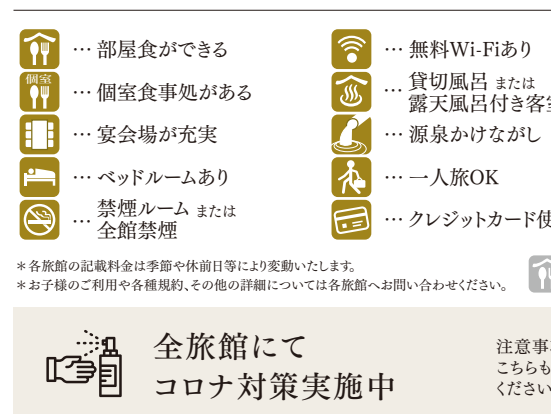 … 部屋食ができる
個室
… 個室食事処がある
… 宴会場が充実
… ベッドルームあり
… 禁煙ルーム または
全館禁煙
… 無料Wi-Fiあり
… 貸切風呂 または
露天風呂付き客室
… 源泉かけながし
… 一人旅OK
… クレジットカード使
＊各旅館の記載料金は季節や休前日等により変動いたします。
＊お子様のご利用や各種規約、その他の詳細については各旅館へお問い合わせください。
全旅館にて
コロナ対策実施中
注意事
こちらも
ください